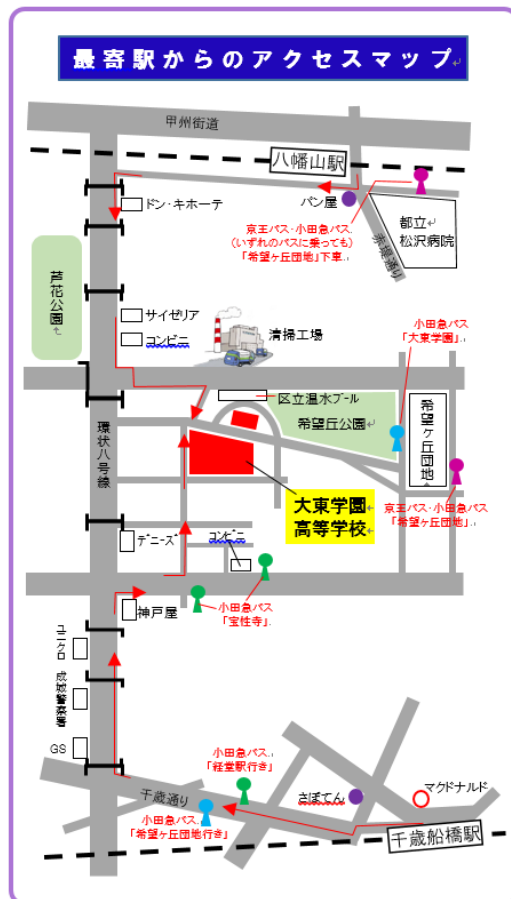 最寄駅からのアクセスマップ
甲州街道
八幡山駅
ドン・キホーテ
パン屋
京王バス・小田急バス
(いずれのバスに乗っても)
「希望ヶ丘団地」下車
都立
松沢病院
赤堤通り
芦花公園
サイゼリア
コンビニ
清掃工場
小田急バス
「大東学園」
区立温水プール
希望丘公園
希望ヶ丘団地
環状八号線
大東学園
高等学校
京王バス・小田急バス
「希望ヶ丘団地」
デニーズ
コンビニ
神戸屋
小田急バス
「宝性寺」
ユニクロ
成城警察署
GS
小田急バス
「経堂駅行き」
千歳通り
さぼてん
マクドナルド
小田急バス
「希望ヶ丘団地行き」
千歳船橋駅